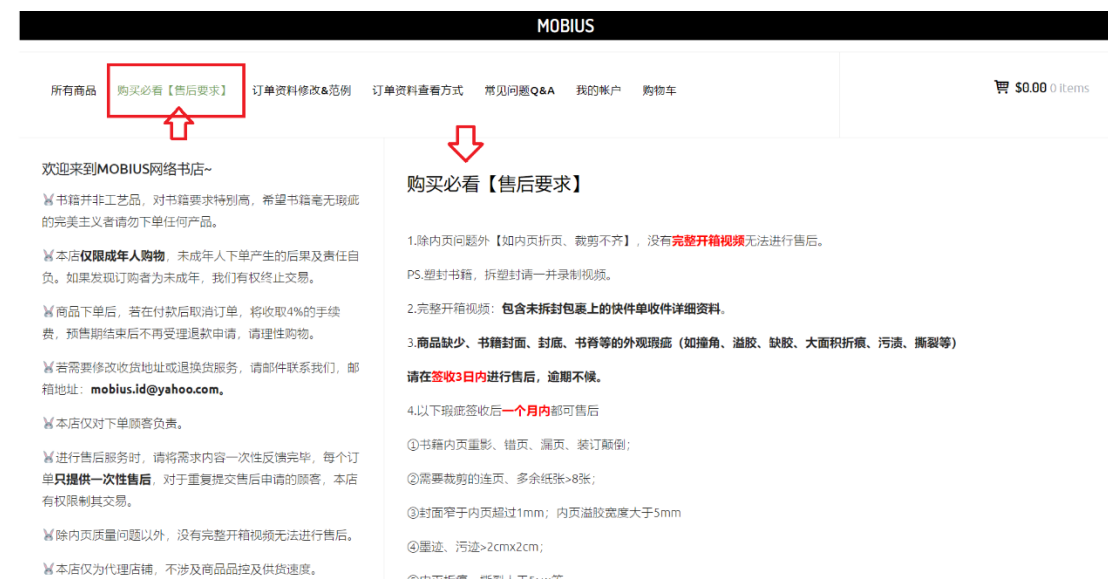 MOBIUS
所有商品 购买必看【售后要求】 订单资料修改&范例 订单资料查看方式 常见问题Q&A 我的帐户 购物车 $0.00 0 items
欢迎来到MOBIUS网络书店~
书籍并非工艺品，对书籍要求特别高，希望书籍毫无瑕疵
的完美主义者请勿下单任何产品。
本店仅限成年人购物，未成年人下单产生的后果及责任自
负。如果发现订购者为未成年，我们有权终止交易。
商品下单后，若在付款后取消订单，将收取4%的手续
费，预售期结束后不再受理退款申请，请理性购物。
若需要修改收货地址或退换货服务，请邮件联系我们，邮
箱地址：mobius.id@yahoo.com。
本店仅对下单顾客负责。
进行售后服务时，请将需求内容一次性反馈完毕，每个订
单只提供一次性售后，对于重复提交售后申请的顾客，本店
有权限制其交易。
除内页质量问题以外，没有完整开箱视频无法进行售后。
本店仅为代理店铺，不涉及商品品控及供货速度。
购买必看【售后要求】
1.除内页问题外【如内页折页、裁剪不齐】，没有完整开箱视频无法进行售后。
PS.塑封书籍，拆塑封请一并录制视频。
2.完整开箱视频：包含未拆封包裹上的快件单收件详细资料。
3.商品缺少、书籍封面、封底、书脊等的外观瑕疵（如撞角、溢胶、缺胶、大面积折痕、污渍、撕裂等）
请在签收3日内进行售后，逾期不候。
4.以下瑕疵签收后一个月内都可售后
①书籍内页重影、错页、漏页、装订颠倒；
②需要裁剪的连页、多余纸张>8张；
③封面窄于内页超过1mm；内页溢胶宽度大于5mm
④墨迹、污迹>2cmx2cm；